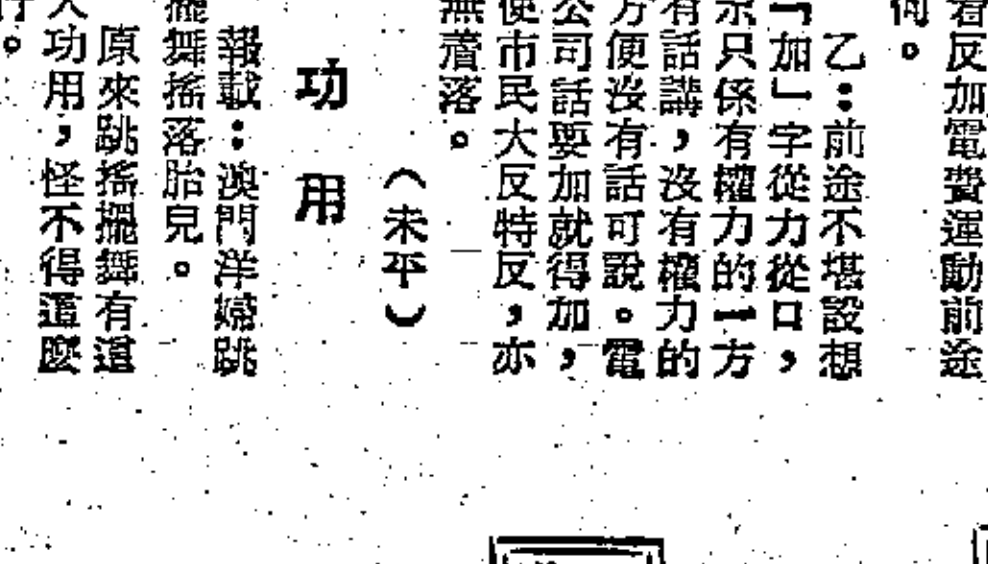 看反加電費運動前途
何。
乙：前途不堪設想
『加』字從力從口，
示只係有權力的一方
有話講，沒有權力的
方便沒有話可說。電
公司話要加就得加，
便市民大反特反，亦
無着落。
（未平）
功用
報載：澳門洋婦跳
擺舞搖落胎兒。
原來跳搖擺舞有這
大功用，怪不得這麼
。